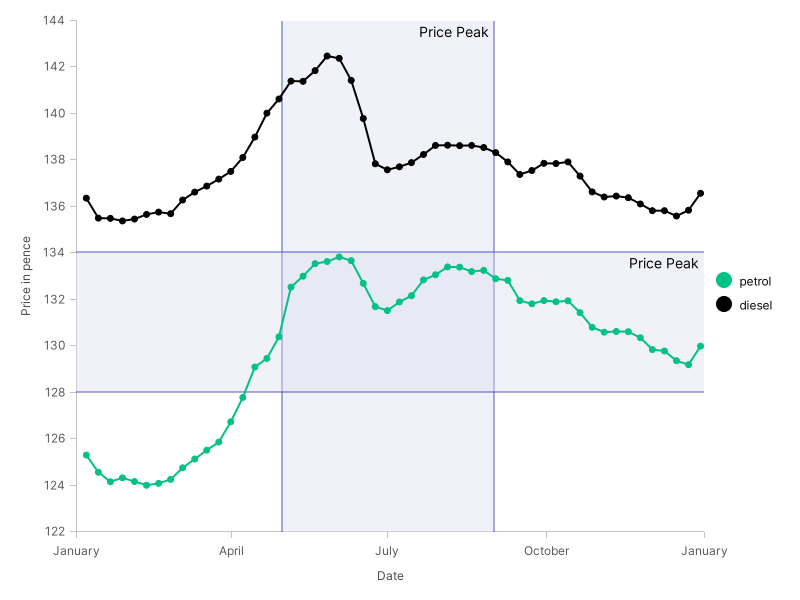 Price Peak
144
142
140
138
136
134
132
130
128
126
124
122
Price in pence
Price Peak
petrol
diesel
January
April
July
October
January
Date